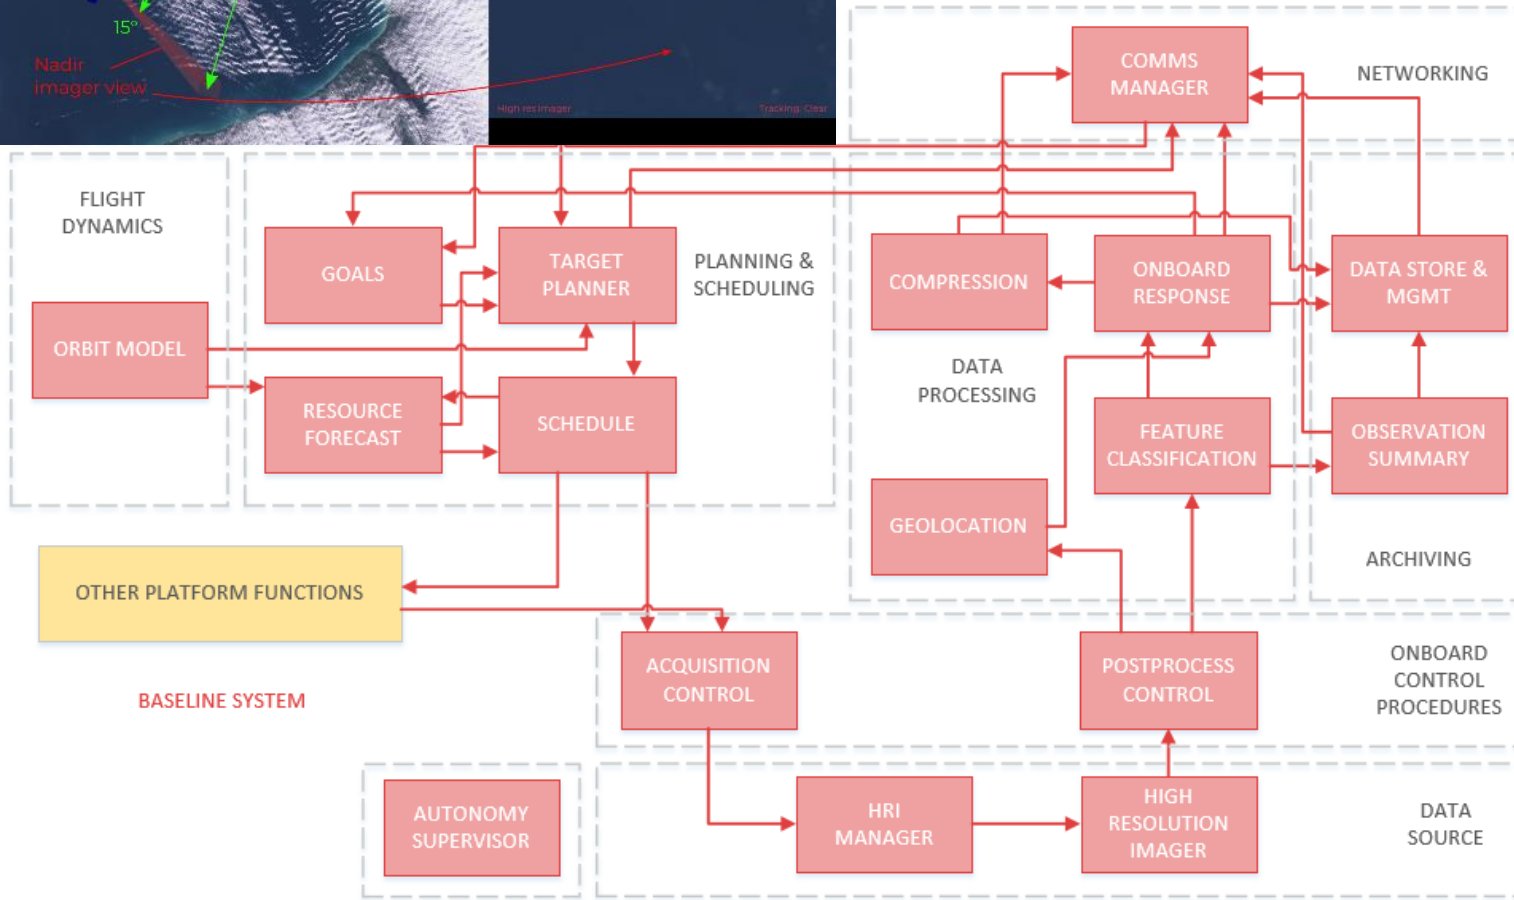 15°
Nadir
imager view
High res imager
Tracking: Clear
COMMS
MANAGER
NETWORKING
FLIGHT
DYNAMICS
GOALS
TARGET
PLANNER
PLANNING &
SCHEDULING
COMPRESSION
ONBOARD
RESPONSE
DATA STORE &
MGMT
ORBIT MODEL
DATA
PROCESSING
RESOURCE
FORECAST
SCHEDULE
FEATURE
CLASSIFICATION
OBSERVATION
SUMMARY
GEOLOCATION
ARCHIVING
OTHER PLATFORM FUNCTIONS
BASELINE SYSTEM
ACQUISITION
CONTROL
POSTPROCESS
CONTROL
ONBOARD
CONTROL
PROCEDURES
AUTONOMY
SUPERVISOR
HRI
MANAGER
HIGH
RESOLUTION
IMAGER
DATA
SOURCE